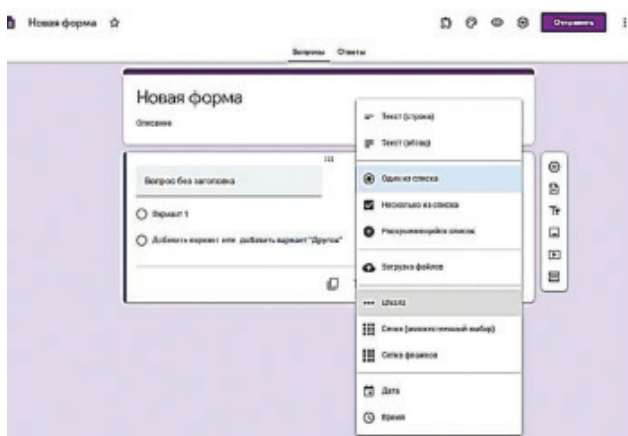 Новая форма
Отправить
Вопросы Ответы
Новая форма
Описание
Вопрос без заголовка
Вариант 1
Добавить вариант или добавить вариант "Другое"
Текст (строка)
Текст (абзац)
Один из списка
Несколько из списка
Раскрывающийся список
Загрузка файлов
Шкала
Сетка (множественный выбор)
Сетка флажков
Дата
Время
Tт